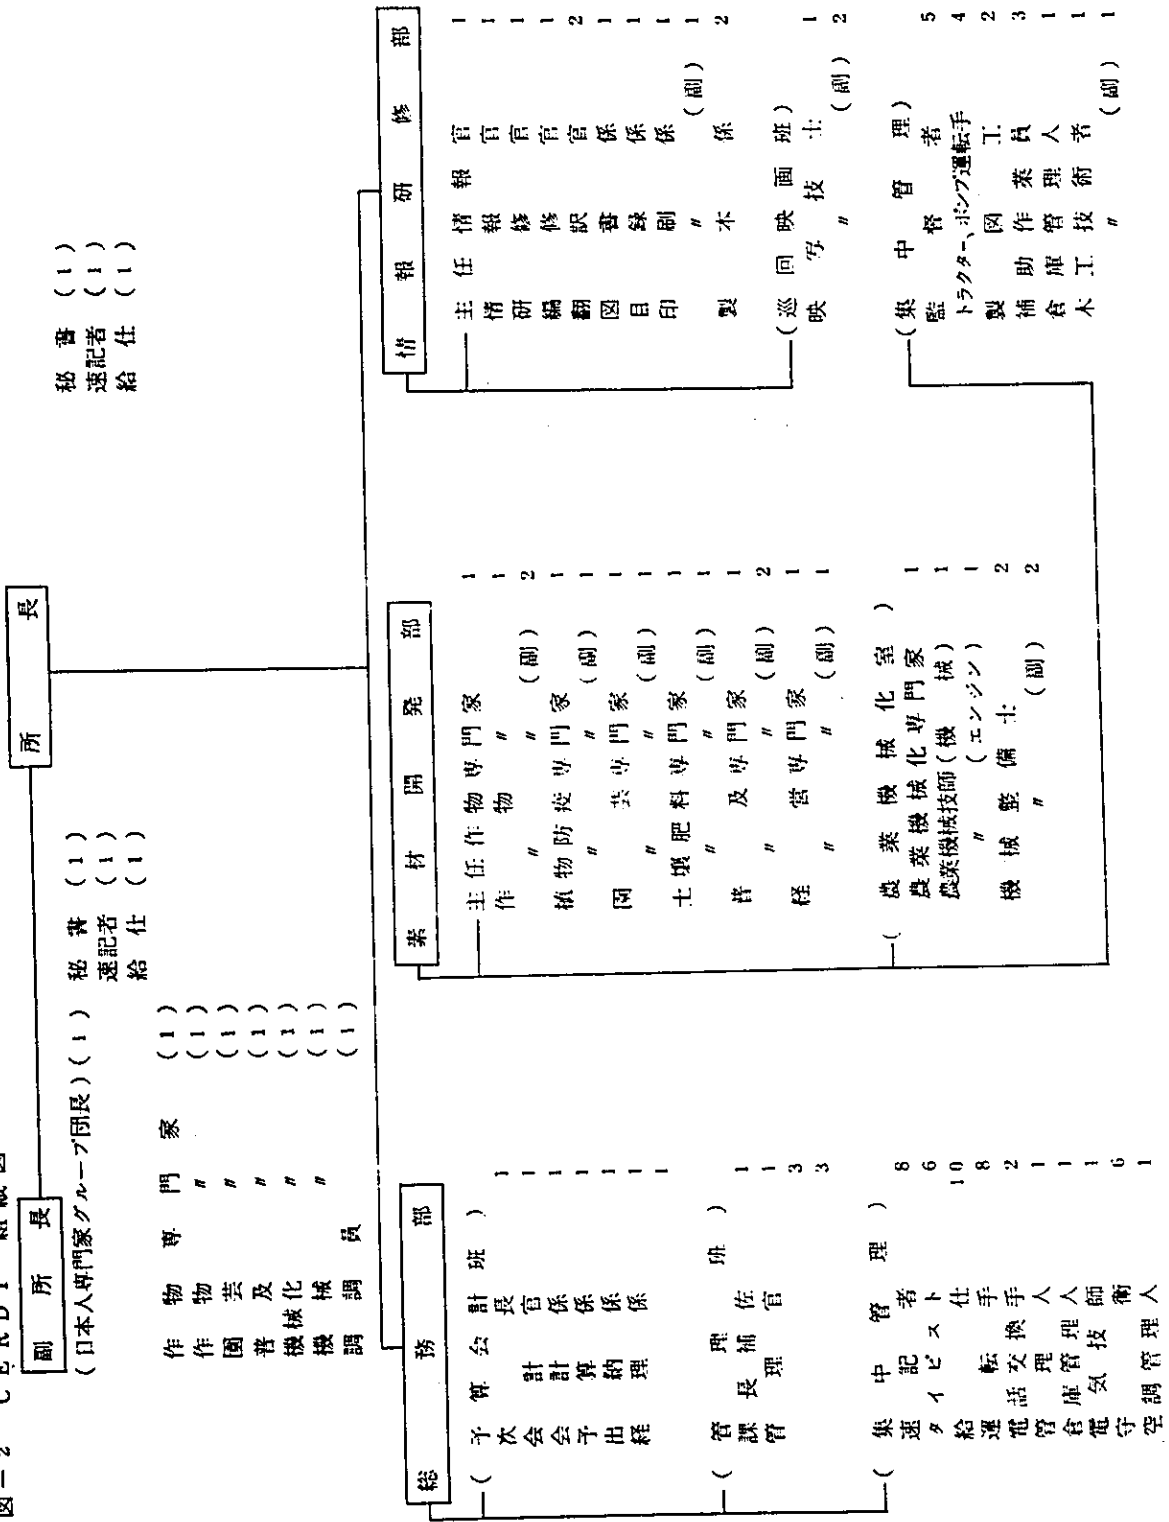 図－2 CERDI 組織図
所長
秘書 (1)
速記者 (1)
給仕 (1)
副所長
(日本人専門家グループ団長)(1)
秘書 (1)
速記者 (1)
給仕 (1)
作物専門家 (1)
作物 〃 (1)
園芸 〃 (1)
普及 〃 (1)
機械化 〃 (1)
機械 〃 (1)
調調員 (1)
総務部
(予算会計班)
次長 1
会計官 1
会計係 1
予算係 1
出納係 1
経理係 1
(管理班)
課長補佐 1
管理官 1
3
3
(集中管理)
速記者 8
タイピスト 6
給仕 10
運転手 8
電話交換手 2
管理人 1
倉庫管理人 1
電気技師 1
守衛 6
空調管理人 1
素材開発部
主任作物専門家 1
作物 〃 1
〃 〃 (副) 2
植物防疫専門家 1
〃 〃 (副) 1
園芸専門家 1
〃 〃 (副) 1
土壌肥料専門家 1
〃 〃 (副) 1
普及専門家 1
〃 〃 (副) 2
経営専門家 1
〃 〃 (副) 1
(農業機械化室)
農業機械化専門家 1
農業機械技師(機械) 1
〃 (エンジン) 1
機械整備士 2
〃 (副) 2
情報研修部
主任情報官 1
情報官 1
研修官 1
編修官 1
翻訳官 2
図書係 1
目録係 1
印刷係 1
〃 (副) 1
製本係 2
(巡回映画班)
映写技士 1
〃 (副) 2
(集中管理)
監督者 5
トラクター、ポンプ運転手 4
製図工 2
補助作業員 3
倉庫管理人 1
木工技術者 1
〃 (副) 1